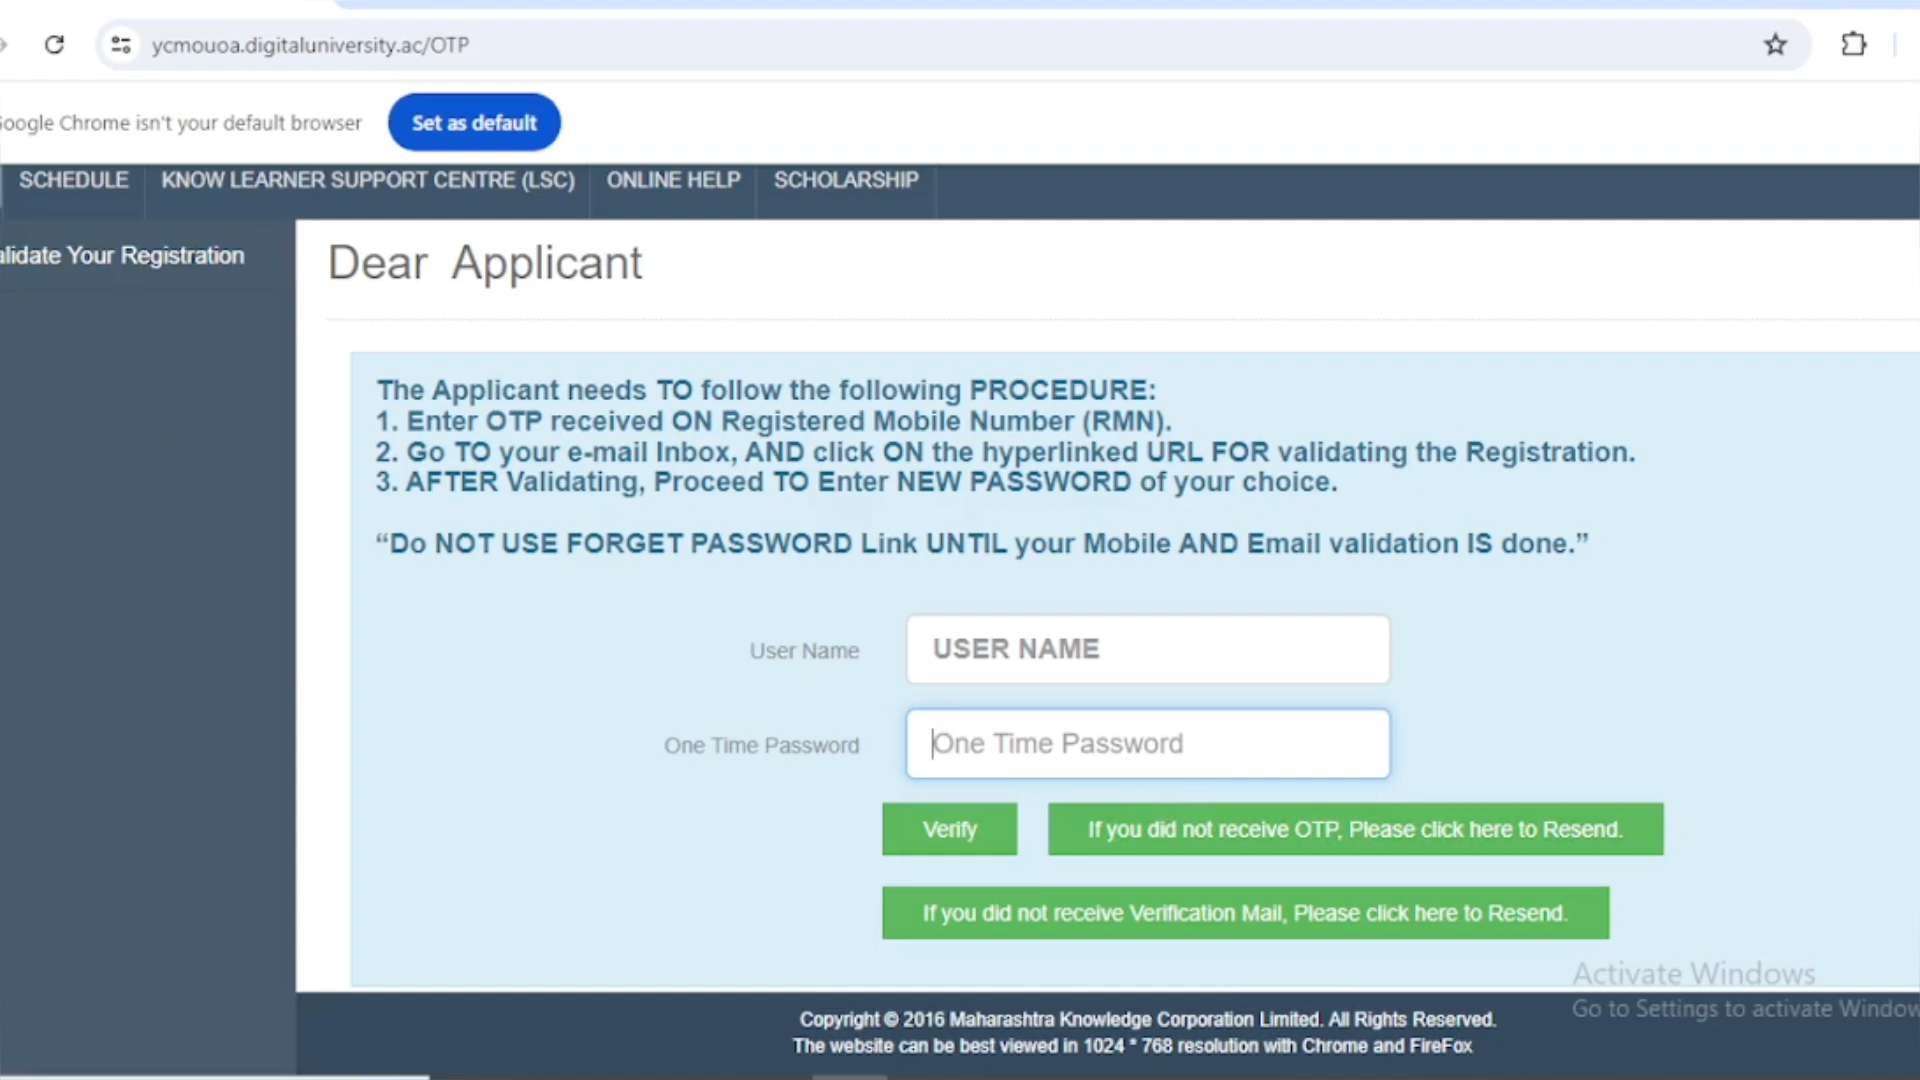 ycmouoa.digitaluniversity.ac/OTP
Google Chrome isn't your default browser
Set as default
SCHEDULE
KNOW LEARNER SUPPORT CENTRE (LSC)
ONLINE HELP
SCHOLARSHIP
alidate Your Registration
Dear Applicant
The Applicant needs TO follow the following PROCEDURE:
1. Enter OTP received ON Registered Mobile Number (RMN).
2. Go TO your e-mail Inbox, AND click ON the hyperlinked URL FOR validating the Registration.
3. AFTER Validating, Proceed TO Enter NEW PASSWORD of your choice.
“Do NOT USE FORGET PASSWORD Link UNTIL your Mobile AND Email validation IS done.”
User Name
USER NAME
One Time Password
One Time Password
Verify
If you did not receive OTP, Please click here to Resend.
If you did not receive Verification Mail, Please click here to Resend.
Activate Windows
Go to Settings to activate Window
Copyright © 2016 Maharashtra Knowledge Corporation Limited. All Rights Reserved.
The website can be best viewed in 1024 * 768 resolution with Chrome and FireFox